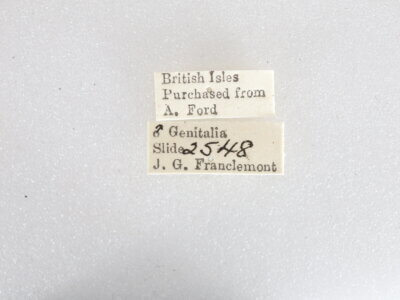 British Isles
Purchased from
A. Ford
♂ Genitalia
Slide 2548
J. G. Franclemont